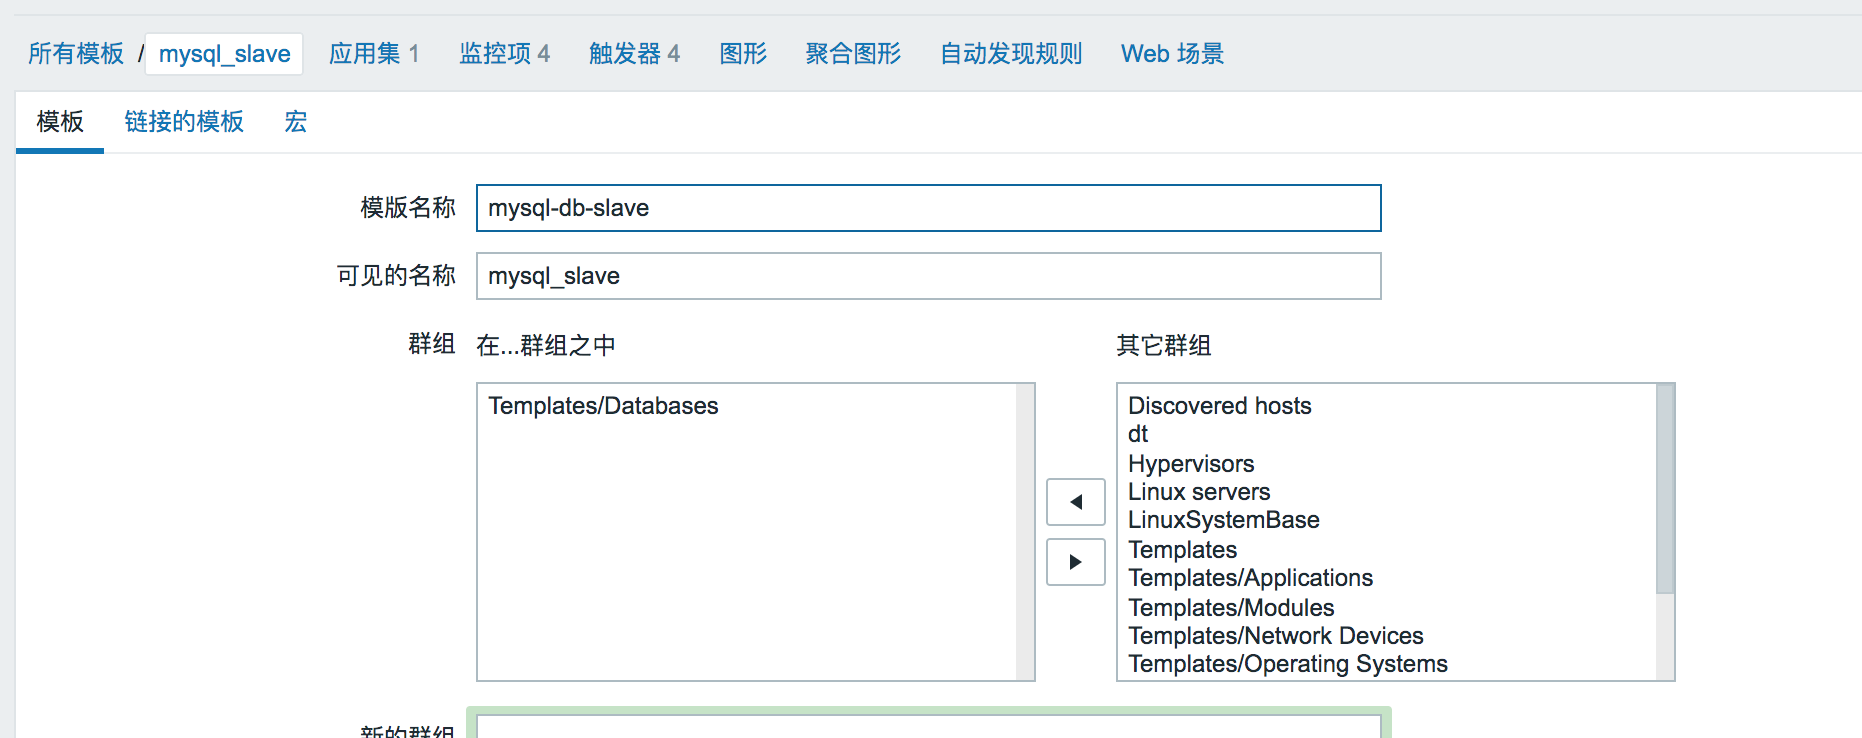 所有模板 / mysql_slave 应用集 1 监控项 4 触发器 4 图形 聚合图形 自动发现规则 Web 场景
模板 链接的模板 宏
模版名称 mysql-db-slave
可见的名称 mysql_slave
群组 在...群组之中 其它群组
Templates/Databases
Discovered hosts
dt
Hypervisors
Linux servers
LinuxSystemBase
Templates
Templates/Applications
Templates/Modules
Templates/Network Devices
Templates/Operating Systems
新的群组